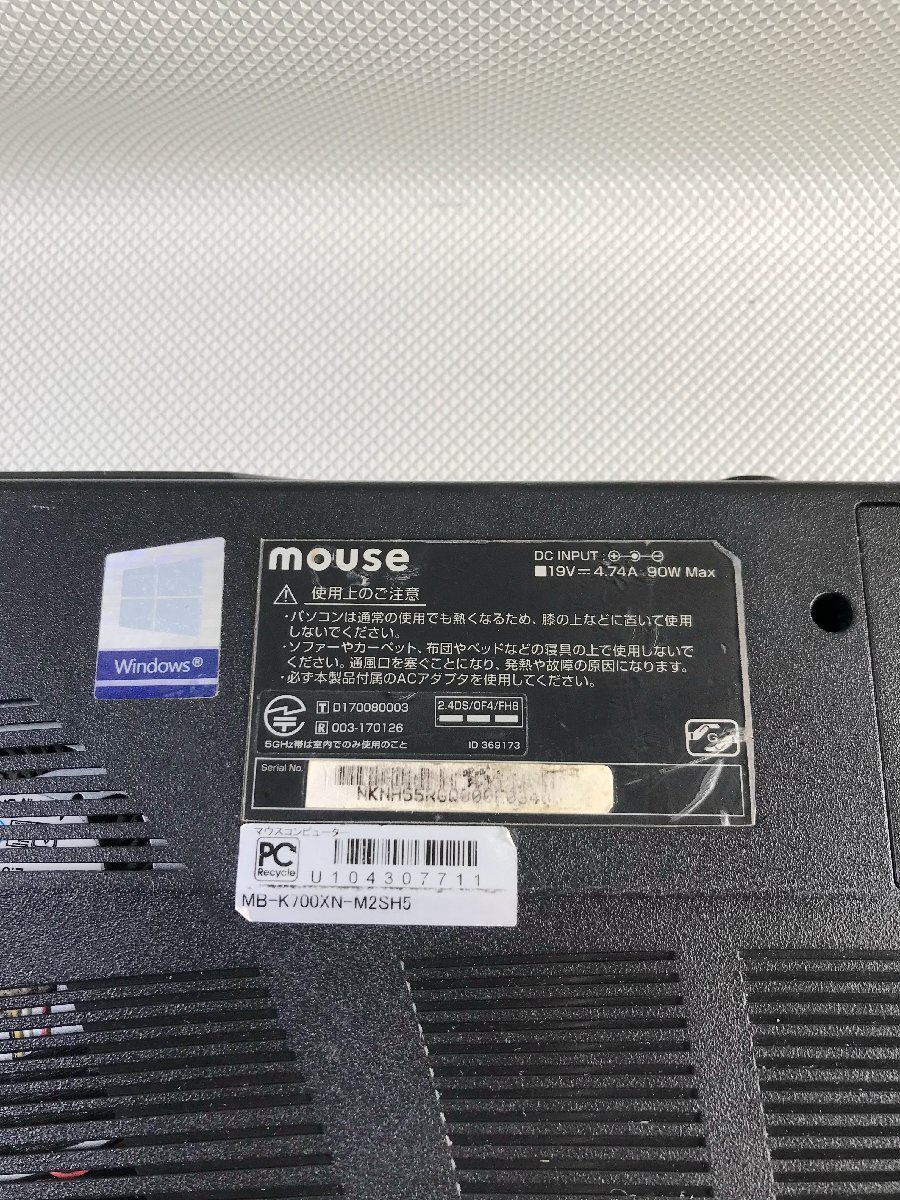 Windows®
mouse
DC INPUT :
■19V 4.74A 90W Max
使用上のご注意
・パソコンは通常の使用でも熱くなるため、膝の上などに置いて使用
しないでください。
・ソファーやカーペット、布団やベッドなどの寝具の上で使用しないで
ください。通風口を塞ぐことになり、発熱や故障の原因になります。
・必ず本製品付属のACアダプタを使用してください。
T D170080003
R 003-170126
5GHz帯は室内でのみ使用のこと
2.4DS/OF4/FH8
ID 369173
G
Serial No.
マウスコンピューター
PC
Recycle
U104307711
MB-K700XN-M2SH5